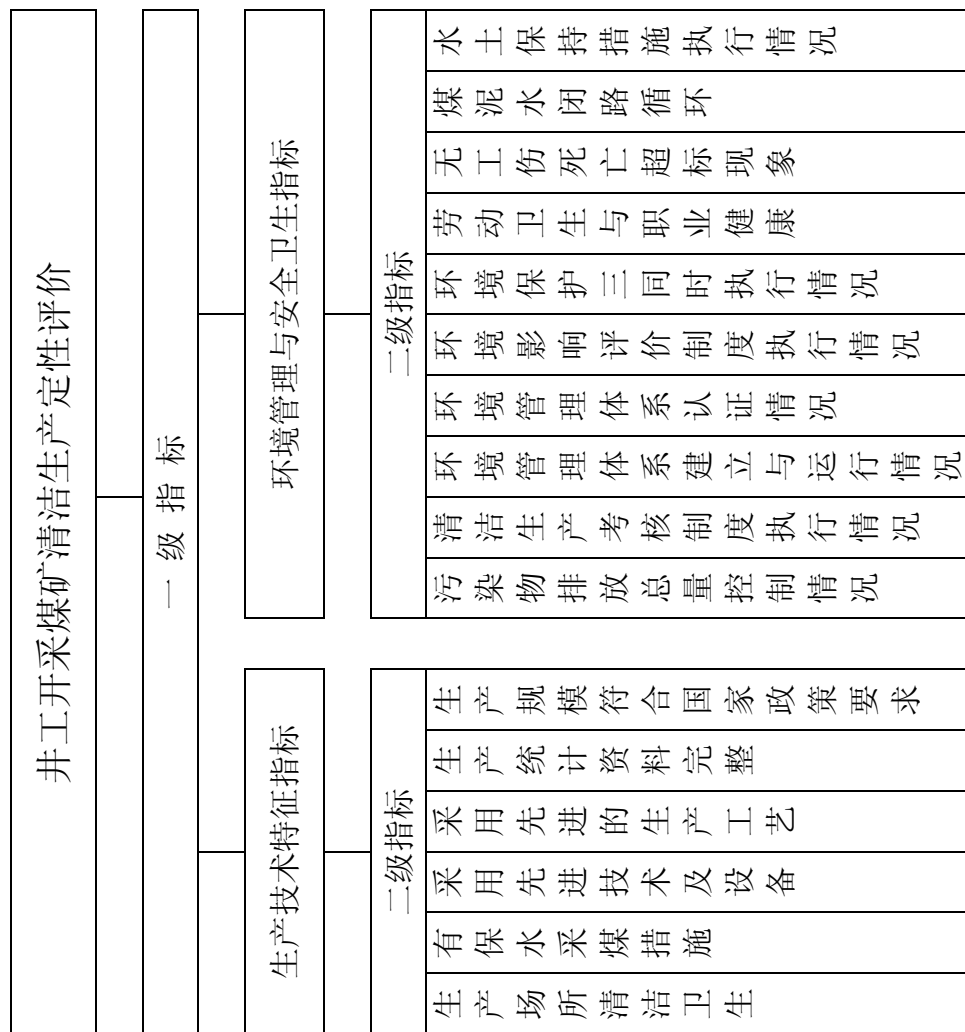 井工开采煤矿清洁生产定性评价
一级指标
生产技术特征指标
二级指标
生产场所清洁卫生
有保水采煤措施
采用先进技术及设备
采用先进的生产工艺
生产统计资料完整
生产规模符合国家政策要求
环境管理与安全卫生指标
二级指标
污染物排放总量控制情况
清洁生产考核制度执行情况
环境管理体系建立与运行情况
环境管理体系认证情况
环境影响评价制度执行情况
环境保护三同时执行情况
劳动卫生与职业健康
无工伤死亡超标现象
煤泥水闭路循环
水土保持措施执行情况